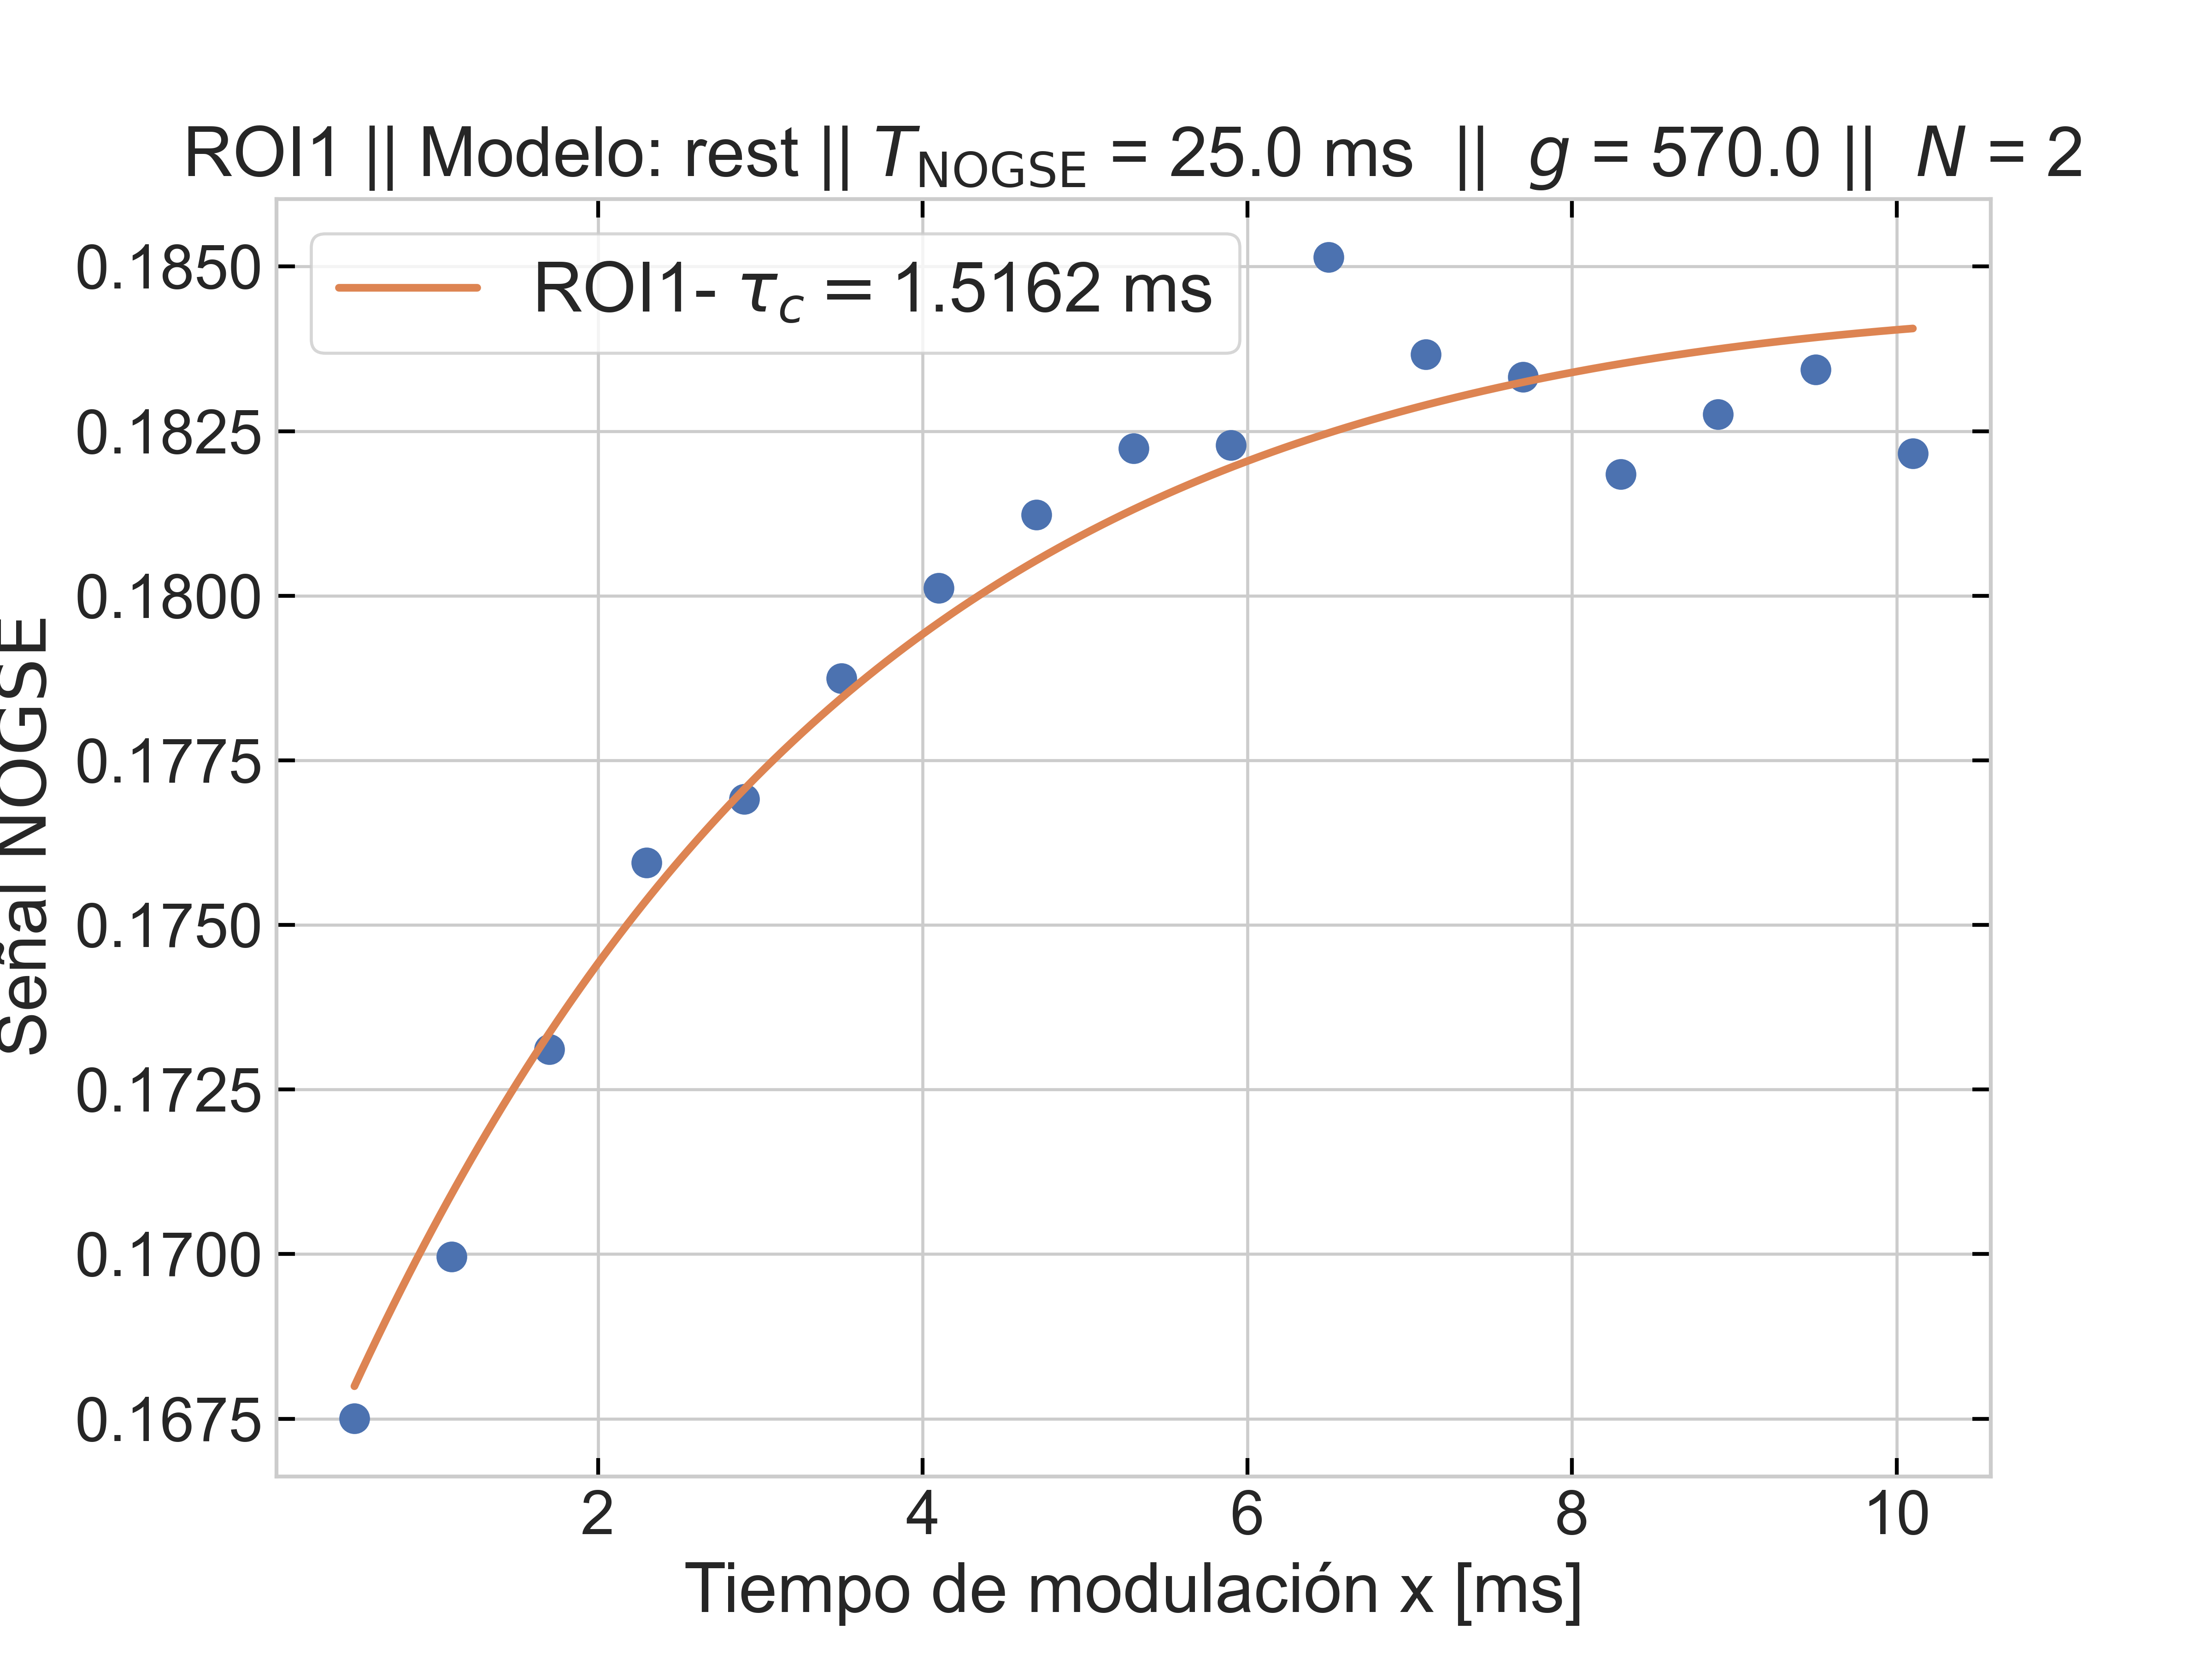 ROI1 || Modelo: rest || T_NOGSE = 25.0 ms || g = 570.0 || N = 2
ROI1- τ_c = 1.5162 ms
0.1850
0.1825
0.1800
0.1775
0.1750
0.1725
0.1700
0.1675
Señal NOGSE
2 4 6 8 10
Tiempo de modulación x [ms]